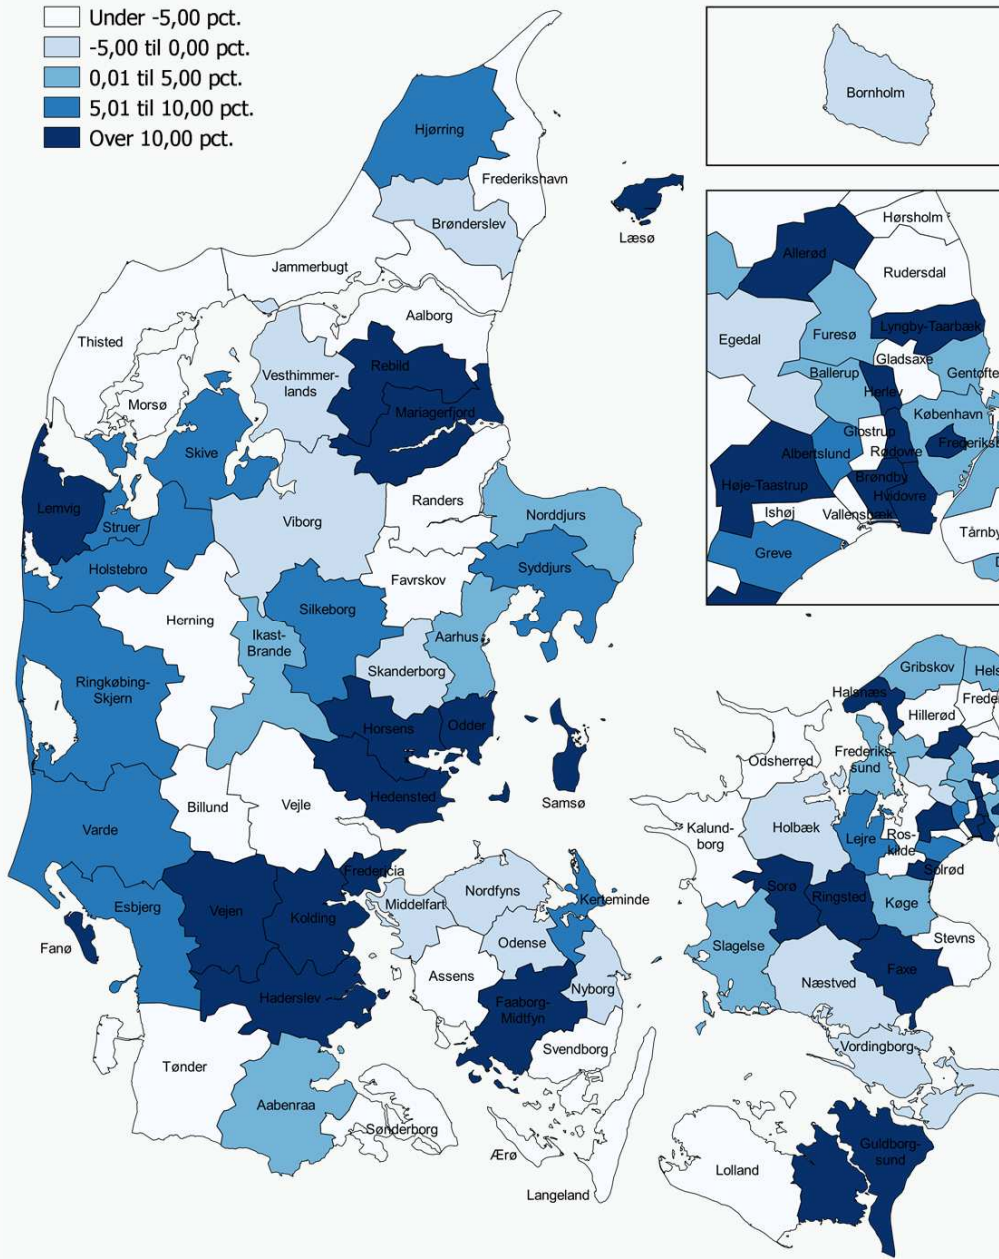 Under -5,00 pct.
-5,00 til 0,00 pct.
0,01 til 5,00 pct.
5,01 til 10,00 pct.
Over 10,00 pct.
Bornholm
Hjørring
Frederikshavn
Brønderslev
Læsø
Jammerbugt
Aalborg
Thisted
Vesthimmer-
lands
Rebild
Morsø
Mariagerfjord
Skive
Lemvig
Struer
Holstebro
Viborg
Randers
Norddjurs
Favrskov
Syddjurs
Herning
Ikast-
Brande
Silkeborg
Skanderborg
Aarhus
Ringkøbing-
Skjern
Horsens
Odder
Hedensted
Samsø
Billund
Vejle
Varde
Fredericia
Esbjerg
Vejen
Kolding
Fanø
Haderslev
Tønder
Aabenraa
Sønderborg
Middelfart
Nordfyns
Kerteminde
Odense
Assens
Nyborg
Faaborg-
Midtfyn
Svendborg
Ærø
Langeland
Hørsholm
Allerød
Rudersdal
Egedal
Furesø
Lyngby-Taarbæk
Gladsaxe
Gentofte
Ballerup
Herlev
København
Glostrup
Frederiksb
Albertslund
Rødovre
Høje-Taastrup
Brøndby
Hvidovre
Ishøj
Vallensbæk
Greve
Tårnby
D
Gribskov
Hels
Halsnæs
Frede
Hillerød
Odsherred
Frederiks-
sund
Kalund-
borg
Holbæk
Lejre
Ros-
kilde
Solrød
Sorø
Ringsted
Køge
Slagelse
Stevns
Faxe
Næstved
Vordingborg
Lolland
Guldborg-
sund